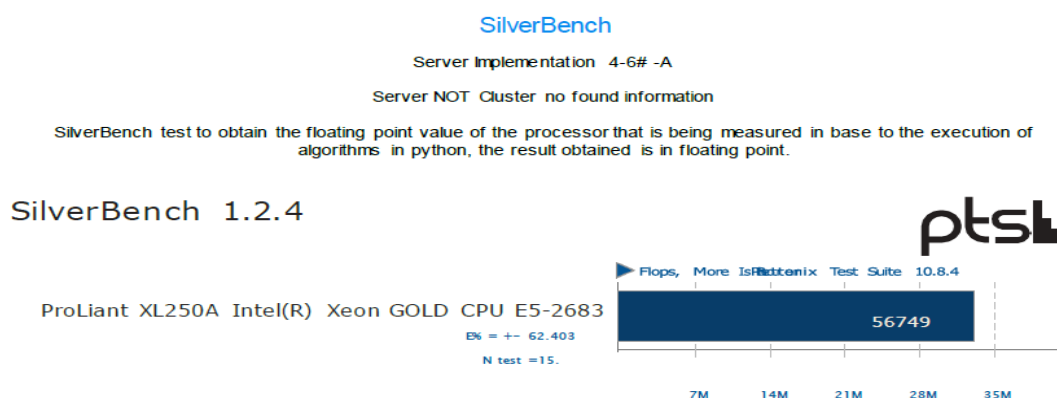 SilverBench
Server Implementation 4-6# -A
Server NOT Cluster no found information
SilverBench test to obtain the floating point value of the processor that is being measured in base to the execution of
algorithms in python, the result obtained is in floating point.
SilverBench 1.2.4
pts
Flops, More Is Test Suite 10.8.4
ProLiant XL250A Intel(R) Xeon GOLD CPU E5-2683
56749
E% = +- 62.403
N test =15.
7M 14M 21M 28M 35M